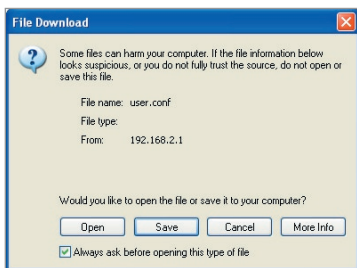 File Download
Some files can harm your computer. If the file information below
looks suspicious, or you do not fully trust the source, do not open or
save this file.
File name: user.conf
File type:
From: 192.168.2.1
Would you like to open the file or save it to your computer?
Open Save Cancel More Info
Always ask before opening this type of file